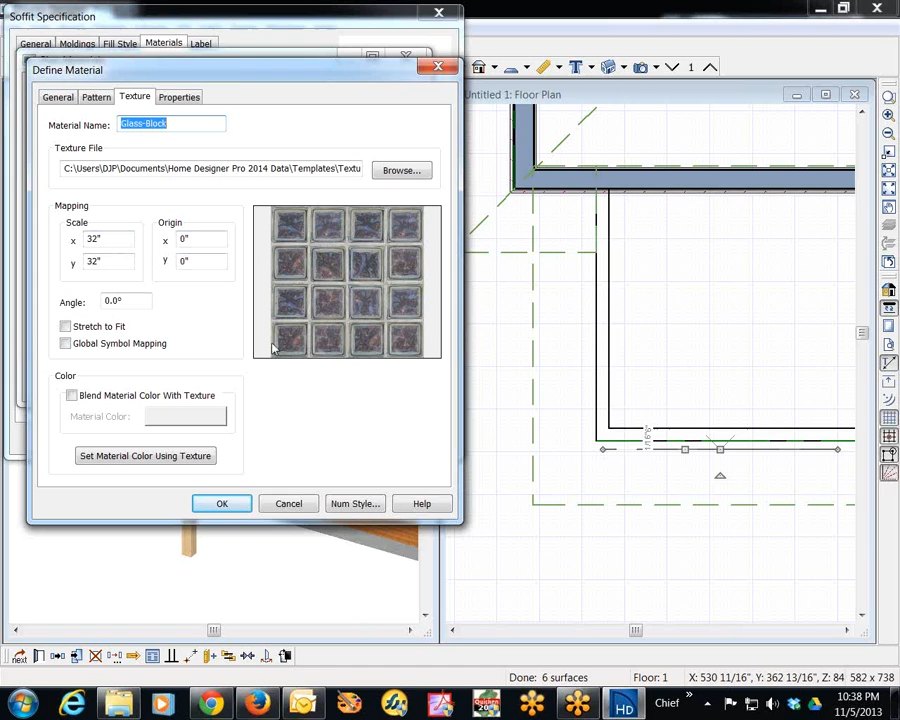 Soffit Specification
General Moldings Fill Style Materials Label
Define Material
General Pattern Texture Properties
Material Name: Glass-Block
Texture File
C:\Users\DJP\Documents\Home Designer Pro 2014 Data\Templates\Textu Browse...
Mapping
Scale Origin
x 32" x 0"
y 32" y 0"
Angle: 0.0°
Stretch to Fit
Global Symbol Mapping
Color
Blend Material Color With Texture
Material Color:
Set Material Color Using Texture
OK Cancel Num Style... Help
T 1
Untitled 1: Floor Plan
next
Done: 6 surfaces Floor: 1 X: 530 11/16", Y: 362 13/16", Z: 84 582 x 738
HD Chief » 10:38 PM
11/5/2013